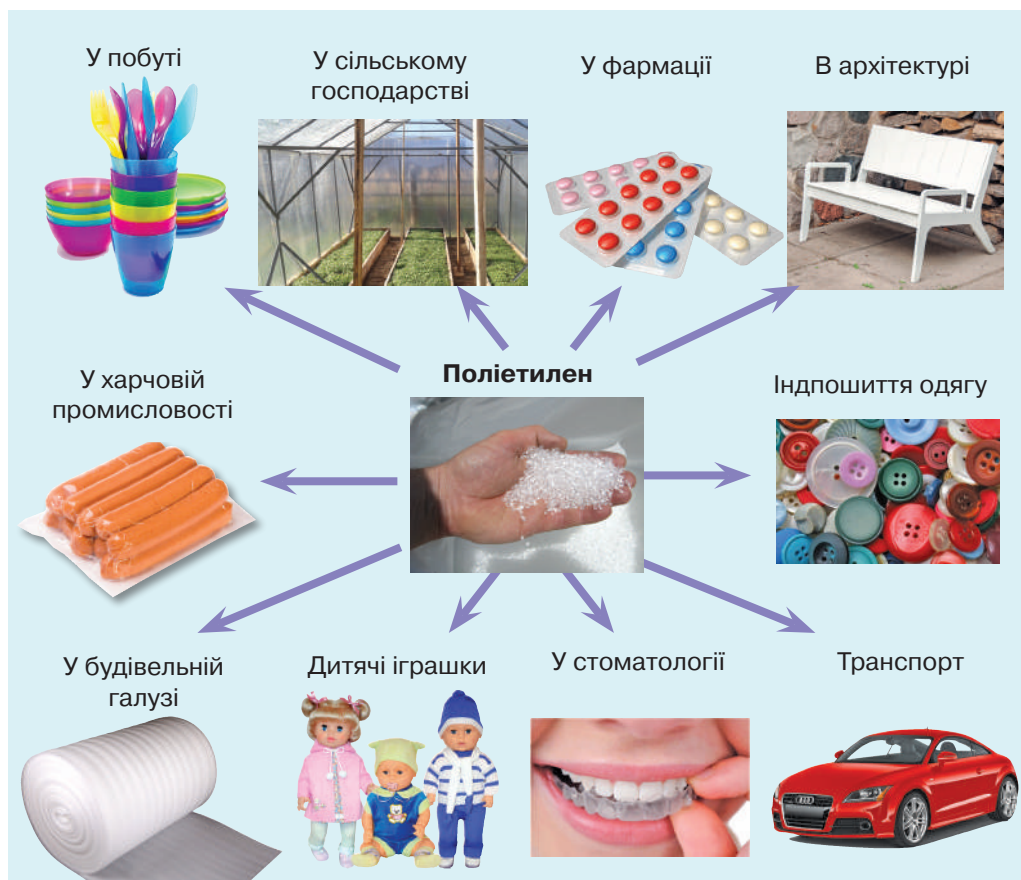 У побуті
У сільському
господарстві
У фармації
В архітектурі
Поліетилен
У харчовій
промисловості
Індпошиття одягу
У будівельній
галузі
Дитячі іграшки
У стоматології
Транспорт